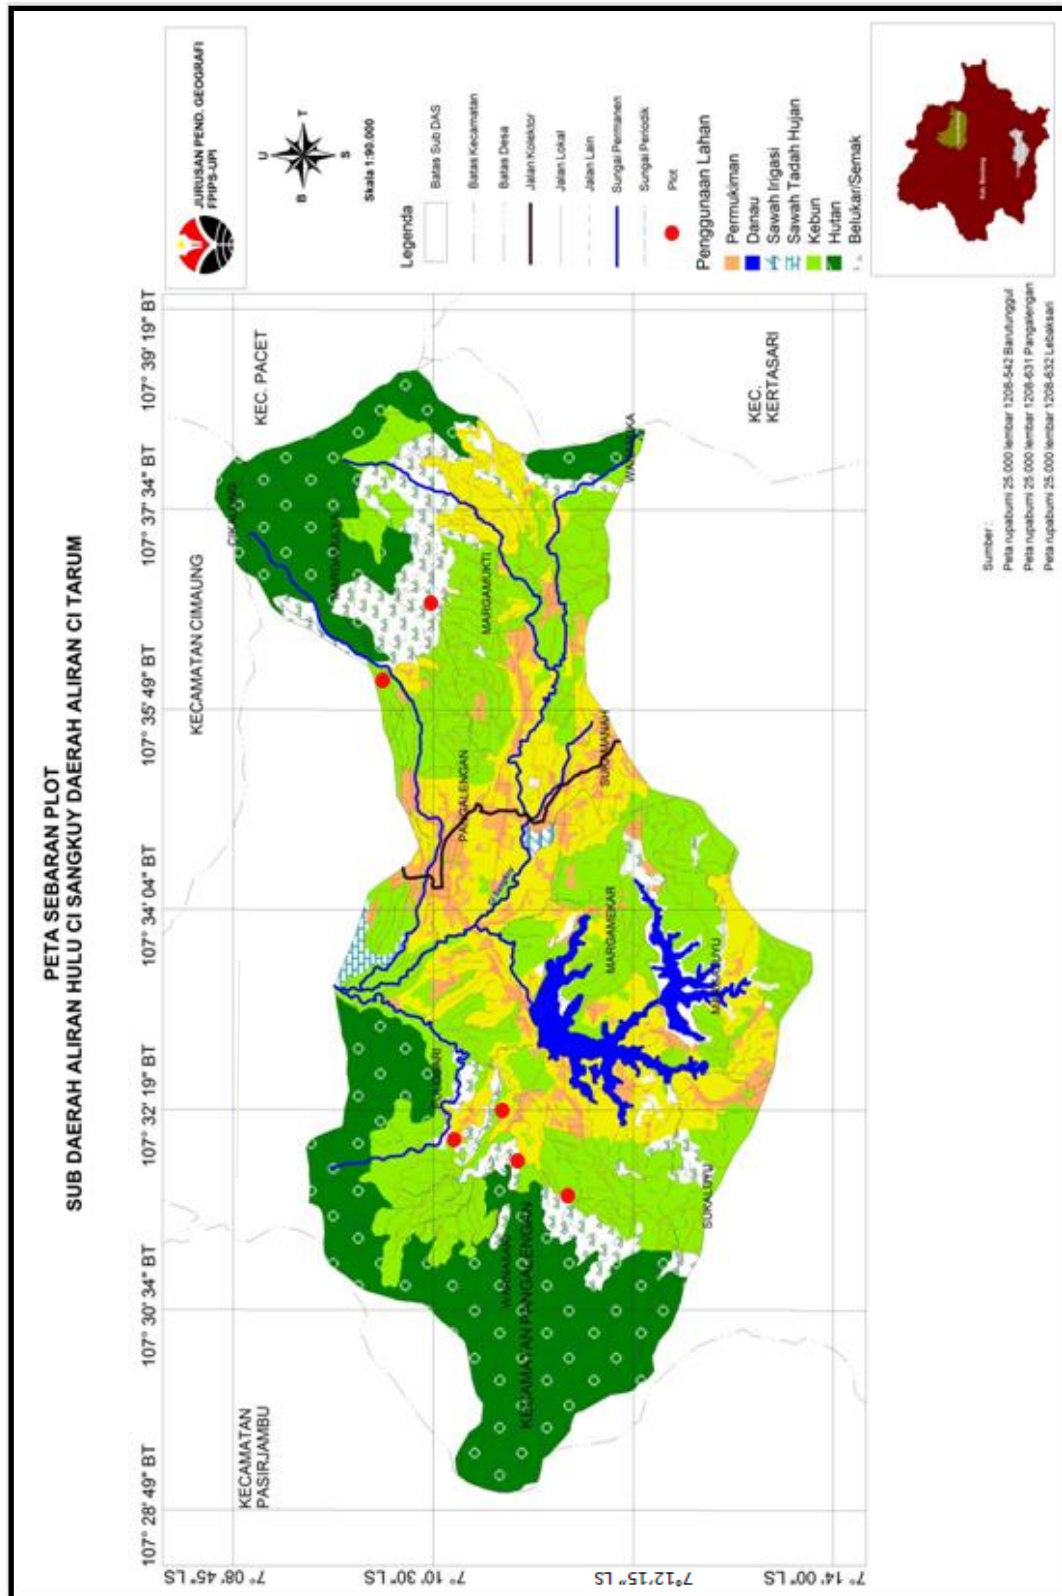 PETA SEBARAN PLOT
SUB DAERAH ALIRAN HULU CI SANGKUY DAERAH ALIRAN CI TARUM
107° 28' 49" BT
107° 30' 34" BT
107° 32' 19" BT
107° 34' 04" BT
107° 35' 49" BT
107° 37' 34" BT
107° 39' 19" BT
7° 08' 45" LS
7° 10' 30" LS
7° 12' 15" LS
7° 14' 00" LS
KECAMATAN
PASIRJAMBU
KECAMATAN CIMAUNG
KEC. PACET
KEC.
KERTASARI
KECAMATAN PANGALENGAN
SUKALUYU
MARGAMEKAR
PANGALENGAN
SUKAMANAH
MARGAMUKTI
JURUSAN PEND. GEOGRAFI
FPIPS-UPI
U
B
T
S
Skala 1:90.000
Legenda
Batas Sub DAS
Batas Kecamatan
Batas Desa
Jalan Kolektor
Jalan Lokal
Jalan Lain
Sungai Permanen
Sungai Periodik
Plot
Penggunaan Lahan
Permukiman
Danau
Sawah Irigasi
Sawah Tadah Hujan
Kebun
Hutan
Belukar/Semak
Kab. Bandung
Sumber :
Peta rupabumi 25.000 lembar 1208-542 Barutunggul
Peta rupabumi 25.000 lembar 1208-631 Pangalengan
Peta rupabumi 25.000 lembar 1208-632 Lebaksari